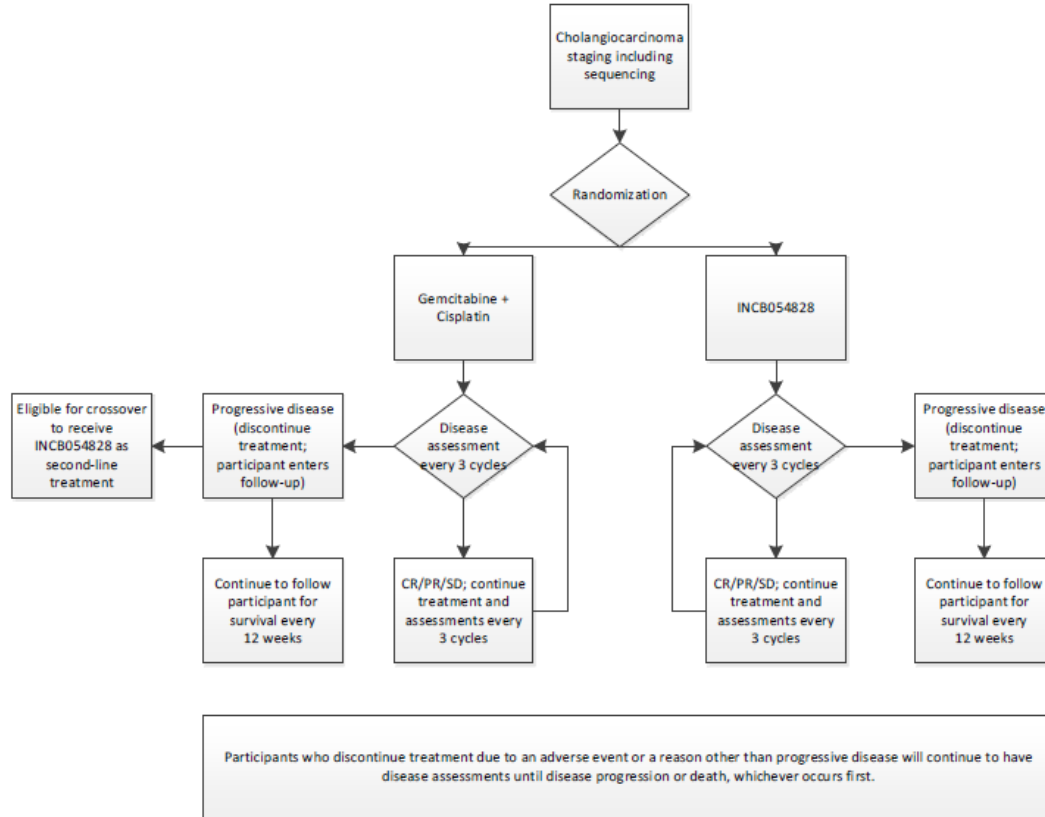 Cholangiocarcinoma
staging including
sequencing
Randomization
Gemcitabine +
Cisplatin
INCB054828
Eligible for crossover
to receive
INCB054828 as
second-line
treatment
Progressive disease
(discontinue
treatment;
participant enters
follow-up)
Disease
assessment
every 3 cycles
Disease
assessment
every 3 cycles
Progressive disease
(discontinue
treatment;
participant enters
follow-up)
Continue to follow
participant for
survival every
12 weeks
CR/PR/SD; continue
treatment and
assessments every
3 cycles
CR/PR/SD; continue
treatment and
assessments every
3 cycles
Continue to follow
participant for
survival every
12 weeks
Participants who discontinue treatment due to an adverse event or a reason other than progressive disease will continue to have
disease assessments until disease progression or death, whichever occurs first.